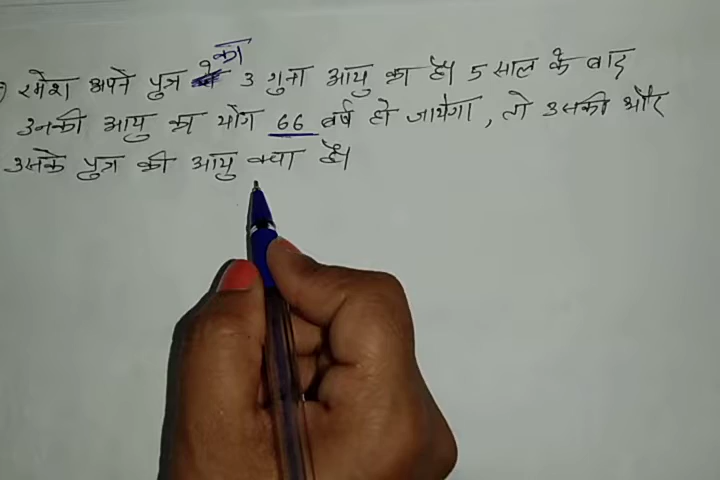 रमेश अपने पुत्र का 3 गुना आयु का है। 5 साल के बाद
उनकी आयु का योग 66 वर्ष हो जायेगा, तो उसकी और
उसके पुत्र की आयु क्या है।